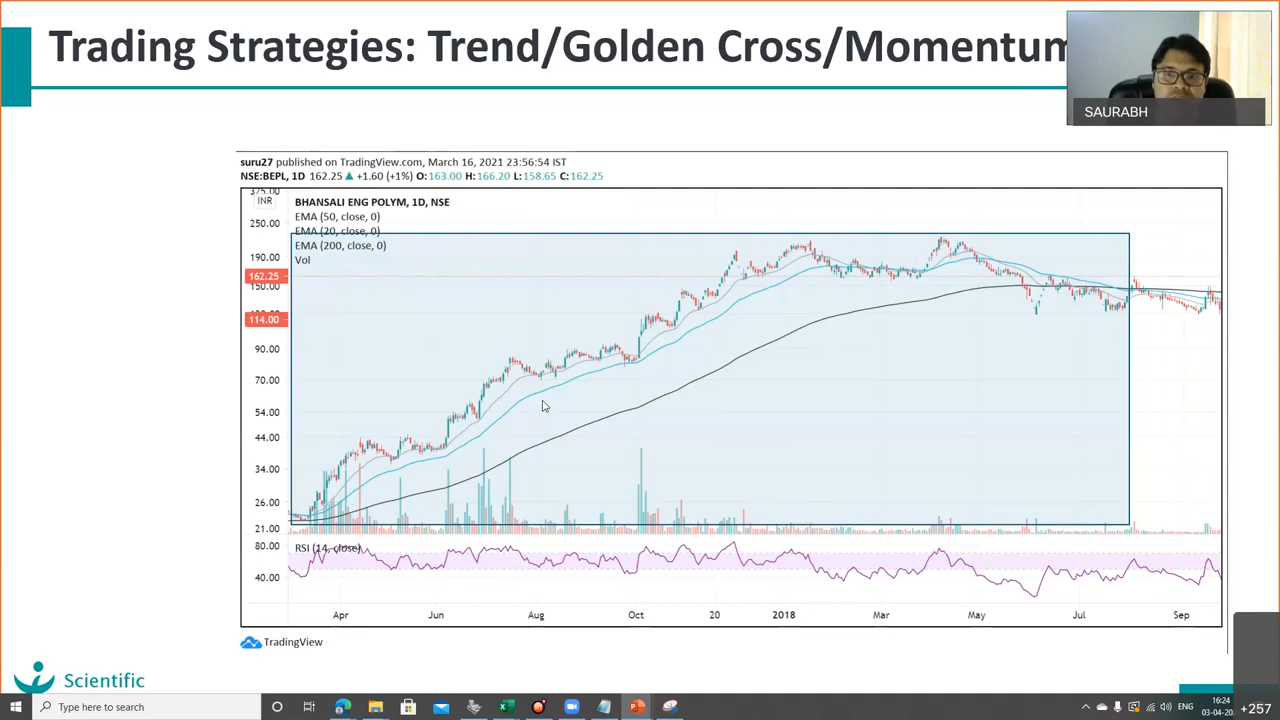 Trading Strategies: Trend/Golden Cross/Momentum
SAURABH
suru27 published on TradingView.com, March 16, 2021 23:56:54 IST
NSE:BEPL, 1D 162.25 ▲ +1.60 (+1%) O:163.00 H:166.20 L:158.65 C:162.25
375.00
INR
BHANSALI ENG POLYM, 1D, NSE
EMA (50, close, 0)
250.00
EMA (20, close, 0)
EMA (200, close, 0)
190.00
Vol
162.25
150.00
114.00
90.00
70.00
54.00
44.00
34.00
26.00
21.00
80.00
RSI (14, close)
40.00
Apr Jun Aug Oct 20 2018 Mar May Jul Sep
TradingView
Scientific
Type here to search
ENG
16:24
+257